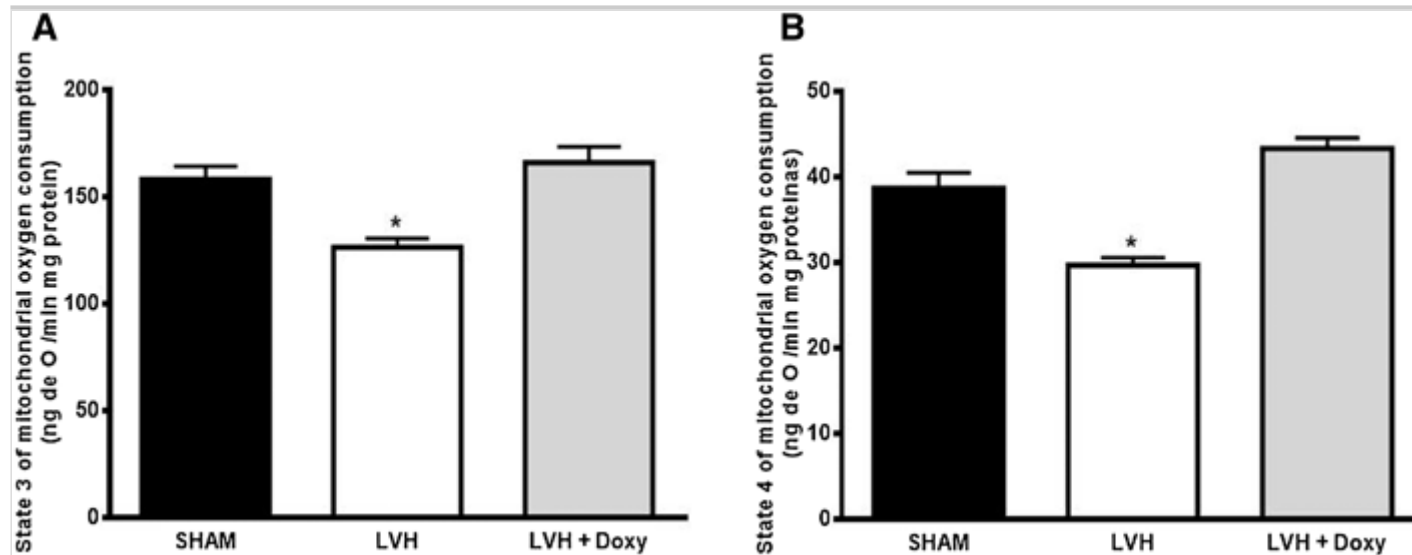 A
State 3 of mitochondrial oxygen consumption
(ng de O /min mg protein)
200
150
100
50
0
*
SHAM
LVH
LVH + Doxy
B
State 4 of mitochondrial oxygen consumption
(ng de O /min mg proteinas)
50
40
30
20
10
0
*
SHAM
LVH
LVH + Doxy